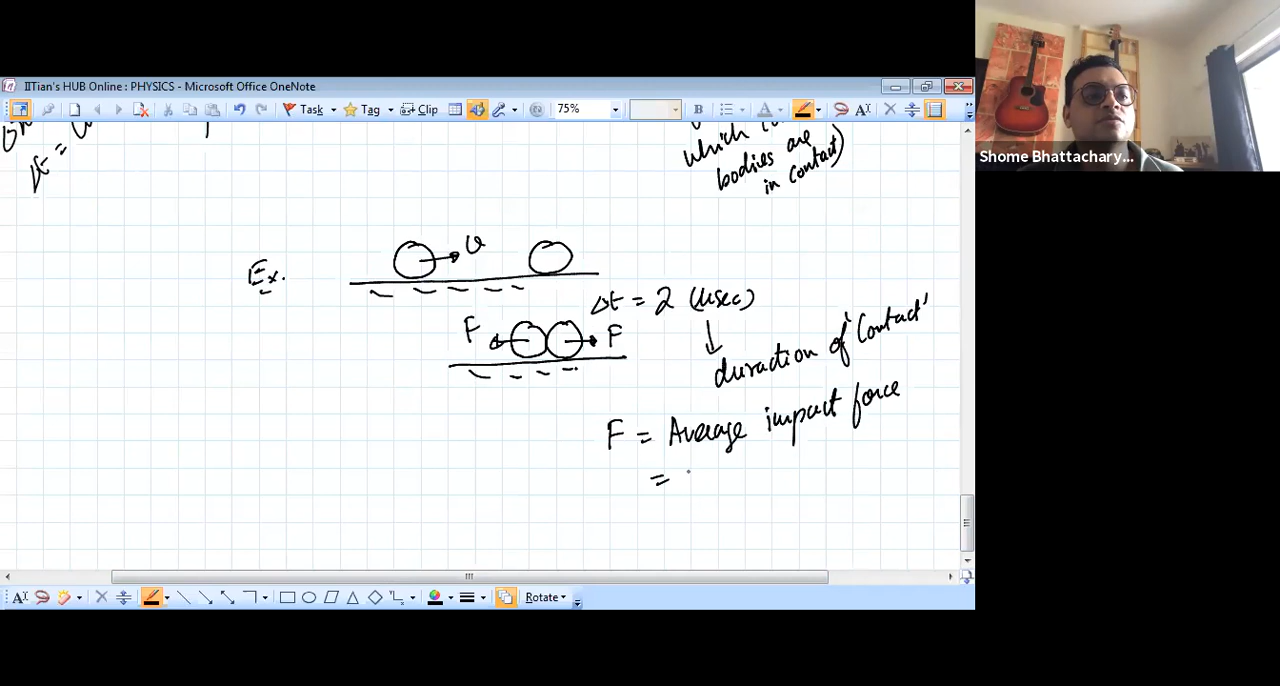 IITian's HUB Online : PHYSICS - Microsoft Office OneNote
Task Tag Clip 75% B A
Shome Bhattachary...
Δt =
which
bodies are
in contact)
Ex.
Δt = 2 (μsec)
F F
duration of 'Contact'
F = Average impact force
=
Rotate